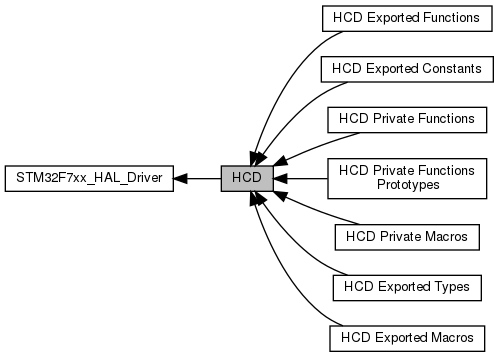 HCD Exported Functions
HCD Exported Constants
HCD Private Functions
STM32F7xx_HAL_Driver
HCD
HCD Private Functions
Prototypes
HCD Private Macros
HCD Exported Types
HCD Exported Macros